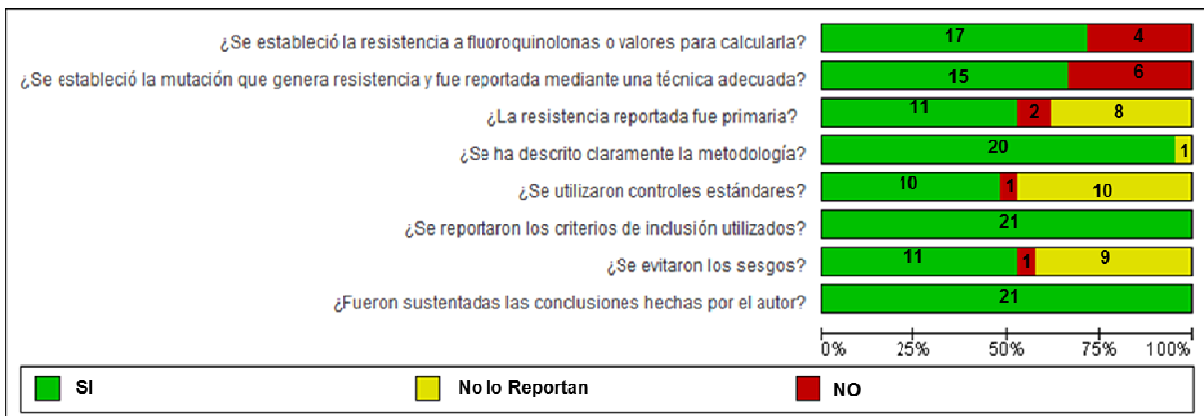 ¿Se estableció la resistencia a fluoroquinolonas o valores para calcularla? 17 4
¿Se estableció la mutación que genera resistencia y fue reportada mediante una técnica adecuada? 15 6
¿La resistencia reportada fue primaria? 11 2 8
¿Se ha descrito claramente la metodología? 20 1
¿Se utilizaron controles estándares? 10 1 10
¿Se reportaron los criterios de inclusión utilizados? 21
¿Se evitaron los sesgos? 11 1 9
¿Fueron sustentadas las conclusiones hechas por el autor? 21
0% 25% 50% 75% 100%
SI No lo Reportan NO